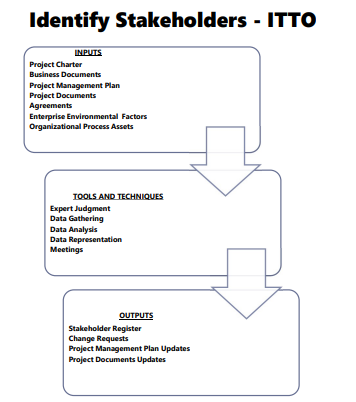 Identify Stakeholders - ITTO
INPUTS
Project Charter
Business Documents
Project Management Plan
Project Documents
Agreements
Enterprise Environmental Factors
Organizational Process Assets
TOOLS AND TECHNIQUES
Expert Judgment
Data Gathering
Data Analysis
Data Representation
Meetings
OUTPUTS
Stakeholder Register
Change Requests
Project Management Plan Updates
Project Documents Updates